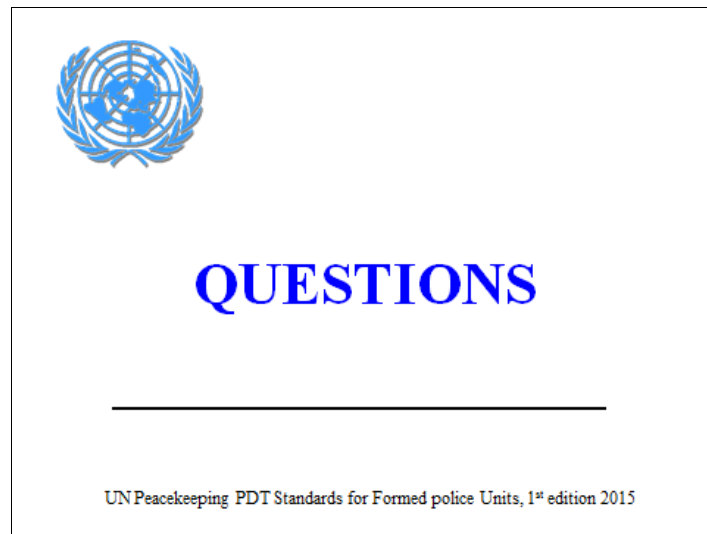 QUESTIONS
UN Peacekeeping PDT Standards for Formed police Units, 1st edition 2015